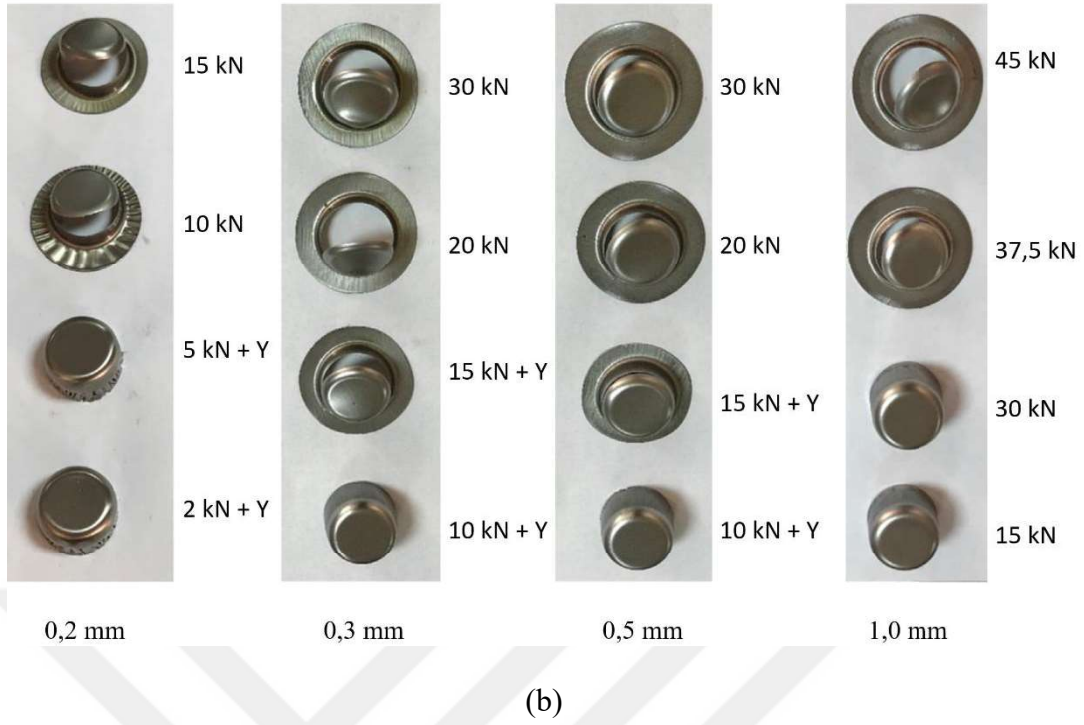 15 kN
10 kN
5 kN + Y
2 kN + Y
0,2 mm
30 kN
20 kN
15 kN + Y
10 kN + Y
0,3 mm
30 kN
20 kN
15 kN + Y
10 kN + Y
0,5 mm
45 kN
37,5 kN
30 kN
15 kN
1,0 mm
(b)